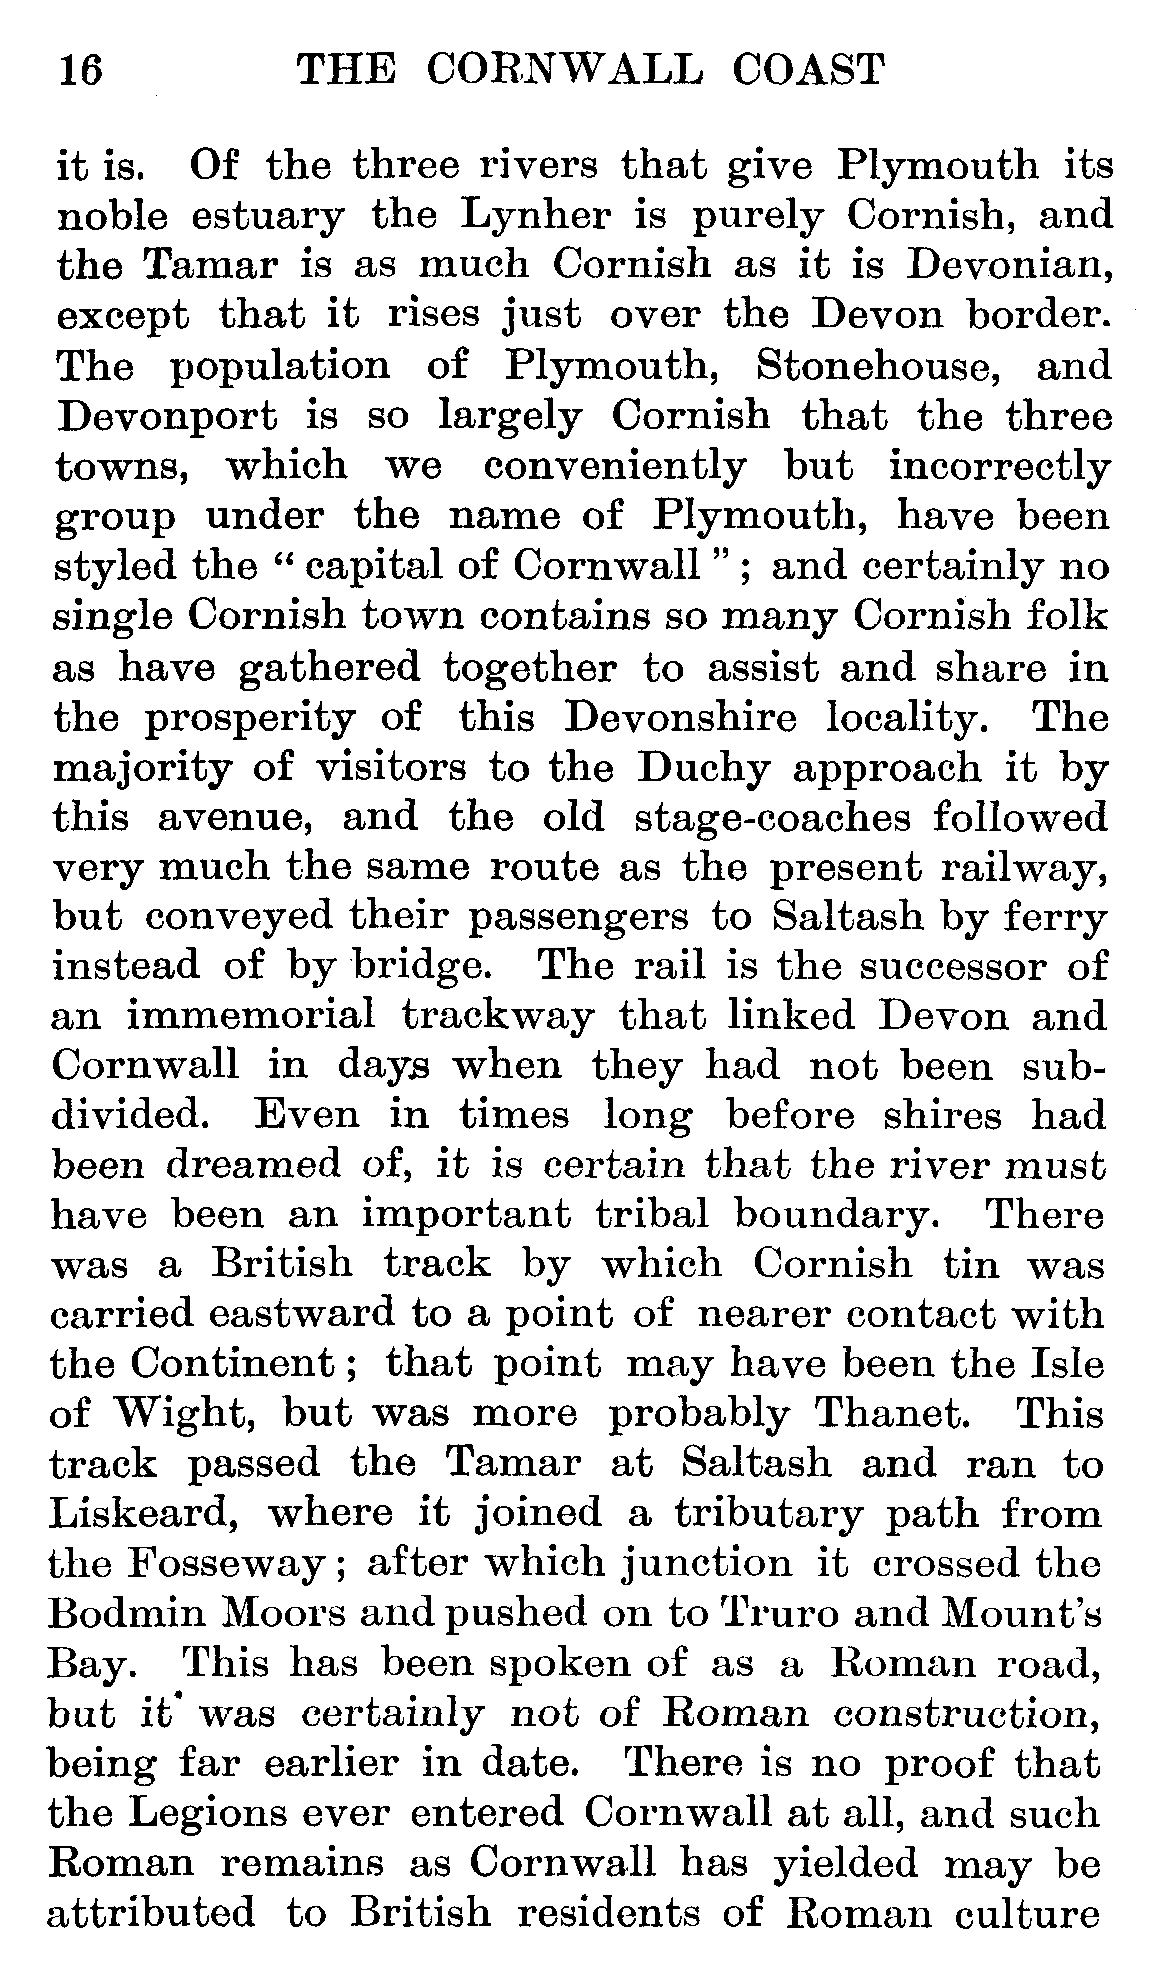 16 THE CORNWALL COAST
it is. Of the three rivers that give Plymouth its
noble estuary the Lynher is purely Cornish, and
the Tamar is as much Cornish as it is Devonian,
except that it rises just over the Devon border.
The population of Plymouth, Stonehouse, and
Devonport is so largely Cornish that the three
towns, which we conveniently but incorrectly
group under the name of Plymouth, have been
styled the “ capital of Cornwall ” ; and certainly no
single Cornish town contains so many Cornish folk
as have gathered together to assist and share in
the prosperity of this Devonshire locality. The
majority of visitors to the Duchy approach it by
this avenue, and the old stage-coaches followed
very much the same route as the present railway,
but conveyed their passengers to Saltash by ferry
instead of by bridge. The rail is the successor of
an immemorial trackway that linked Devon and
Cornwall in days when they had not been sub-
divided. Even in times long before shires had
been dreamed of, it is certain that the river must
have been an important tribal boundary. There
was a British track by which Cornish tin was
carried eastward to a point of nearer contact with
the Continent ; that point may have been the Isle
of Wight, but was more probably Thanet. This
track passed the Tamar at Saltash and ran to
Liskeard, where it joined a tributary path from
the Fosseway ; after which junction it crossed the
Bodmin Moors and pushed on to Truro and Mount's
Bay. This has been spoken of as a Roman road,
but it was certainly not of Roman construction,
being far earlier in date. There is no proof that
the Legions ever entered Cornwall at all, and such
Roman remains as Cornwall has yielded may be
attributed to British residents of Roman culture